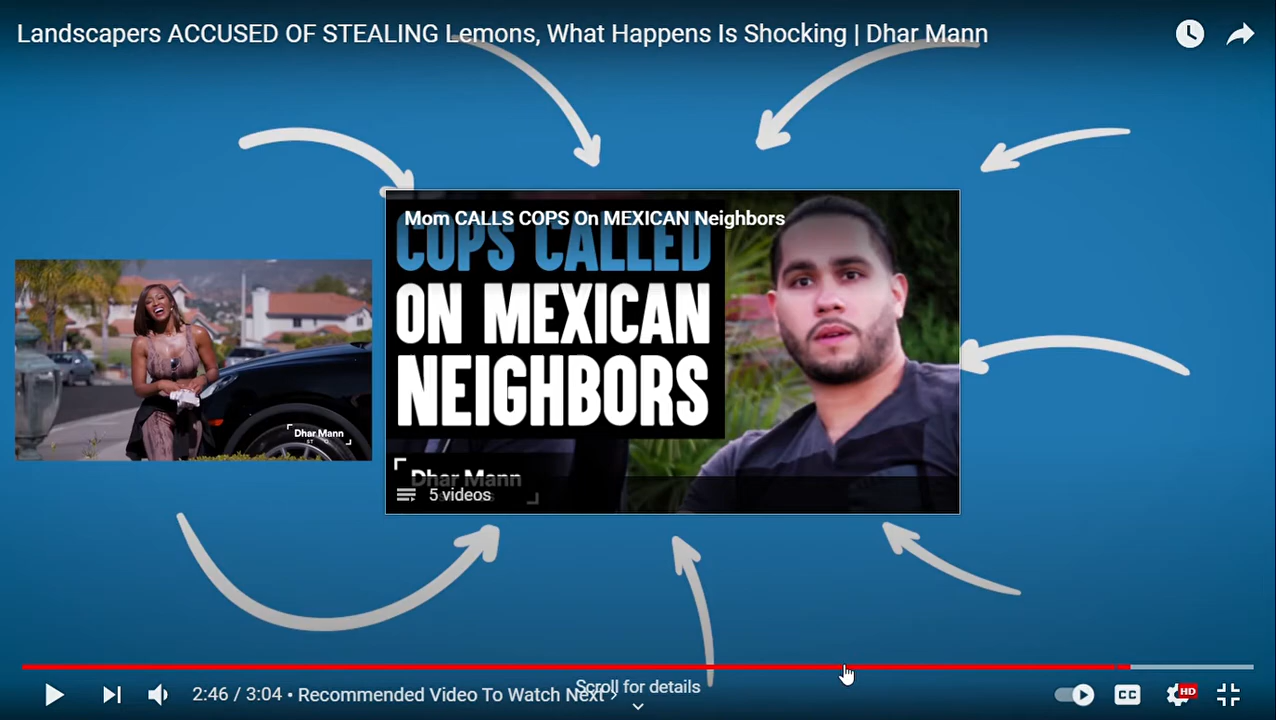 Landscapers ACCUSED OF STEALING Lemons, What Happens Is Shocking | Dhar Mann
Mom CALLS COPS On MEXICAN Neighbors
COPS CALLED
ON MEXICAN
NEIGHBORS
Dhar Mann
Dhar Mann
5 videos
2:46 / 3:04 • Recommended Video To Watch Next >
Scroll for details
CC
HD